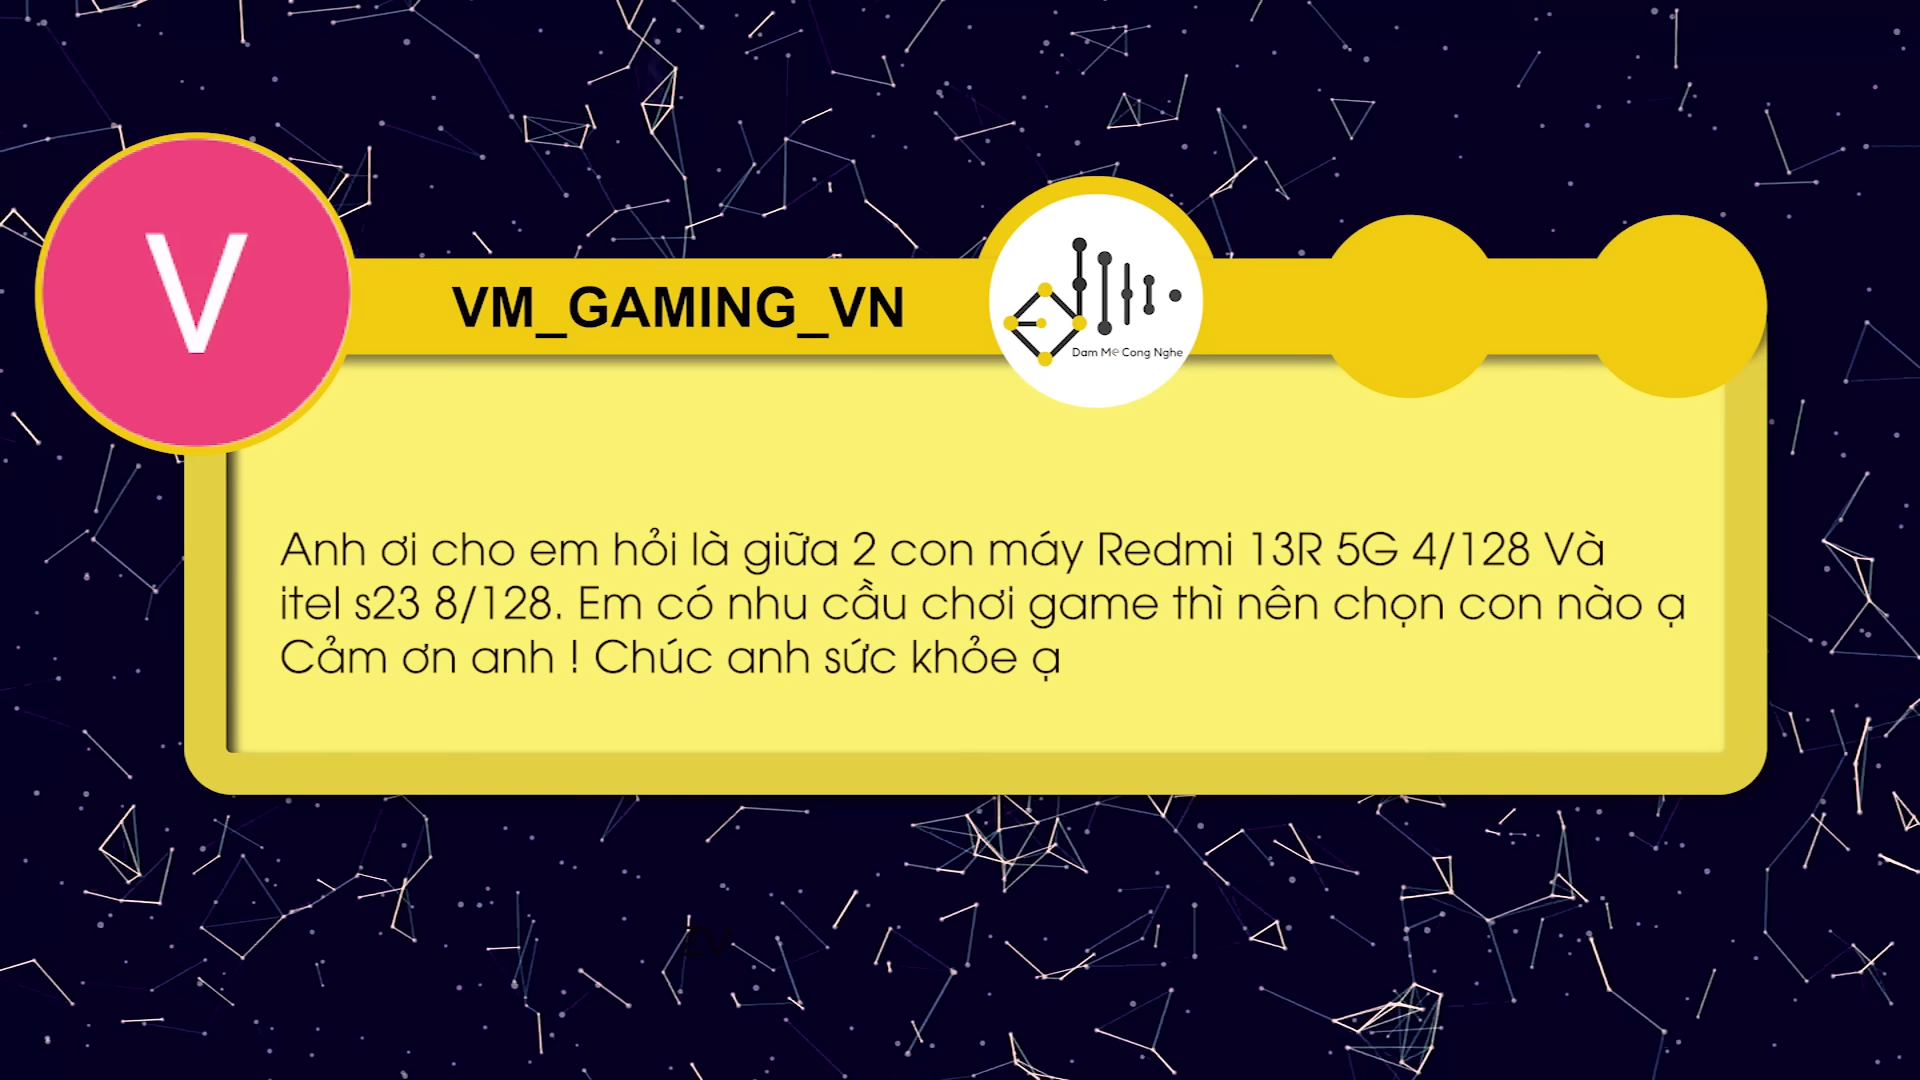 V
VM_GAMING_VN
Dam Me Cong Nghe
Anh ơi cho em hỏi là giữa 2 con máy Redmi 13R 5G 4/128 Và
itel s23 8/128. Em có nhu cầu chơi game thì nên chọn con nào ạ
Cảm ơn anh ! Chúc anh sức khỏe ạ